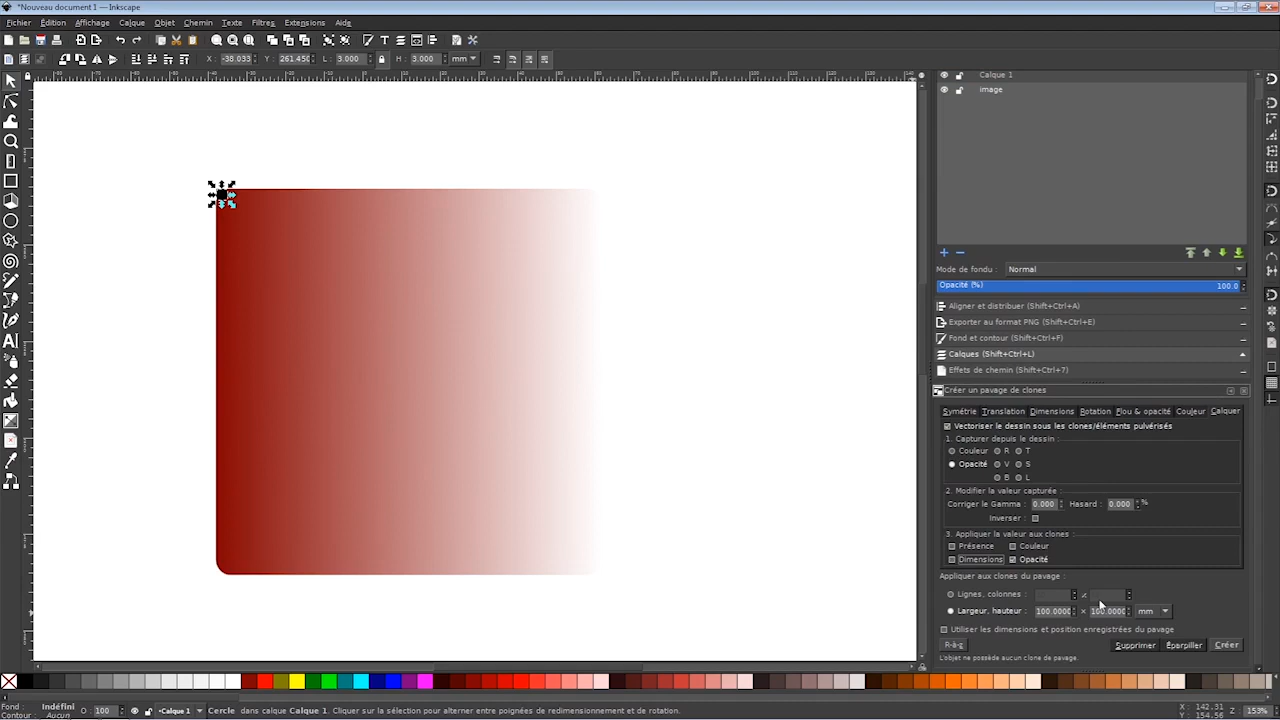 *Nouveau document 1 — Inkscape
Fichier Édition Affichage Calque Objet Chemin Filtres Texte Extensions Aide
X : -38.033 Y : 261.450 L : 3.000 H : 3.000 mm
Calque 1
image
Mode de fondu : Normal
Opacité (%) 100.0
Aligner et distribuer (Shift+Ctrl+A)
Exporter au format PNG (Shift+Ctrl+E)
Fond et contour (Shift+Ctrl+F)
Calques (Shift+Ctrl+L)
Effets de chemin (Shift+Ctrl+7)
Créer un pavage de clones
Symétrie Translation Dimensions Rotation Flou & opacité Couleur Calquer
Vectoriser le dessin sous les clones/éléments pulvérisés
1. Capturer depuis le dessin :
Couleur R T
Opacité V S
B L
2. Modifier la valeur capturée :
Corriger le Gamma : 0.000 Hasard : 0.000 %
Inverser :
3. Appliquer la valeur aux clones :
Présence Couleur
Dimensions Opacité
Appliquer aux clones du pavage :
Lignes, colonnes : ×
Largeur, hauteur : 100.0000 × 100.0000 mm
Utiliser les dimensions et position enregistrées du pavage
R-à-z Supprimer Éparpiller Créer
L'objet ne possède aucun clone de pavage.
Fond : Indéfini O : 100 •Calque 1 Cercle dans calque Calque 1. Cliquer sur la sélection pour alterner entre poignées de redimensionnement et de rotation. X : 142.31 Z : 153%
Contour : Aucun Y : 154.56